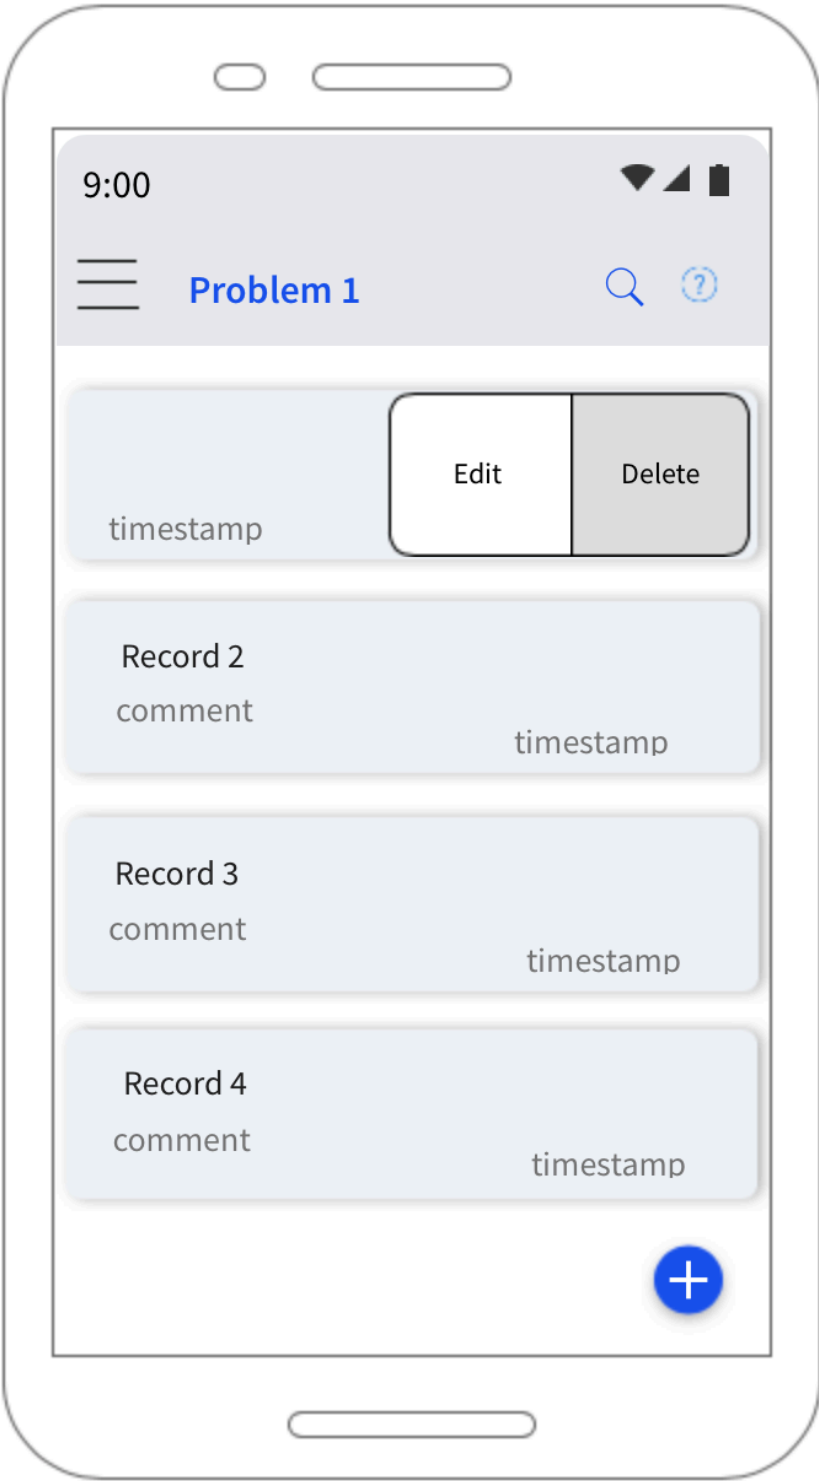 9:00
Problem 1
?
Edit
Delete
timestamp
Record 2
comment
timestamp
Record 3
comment
timestamp
Record 4
comment
timestamp